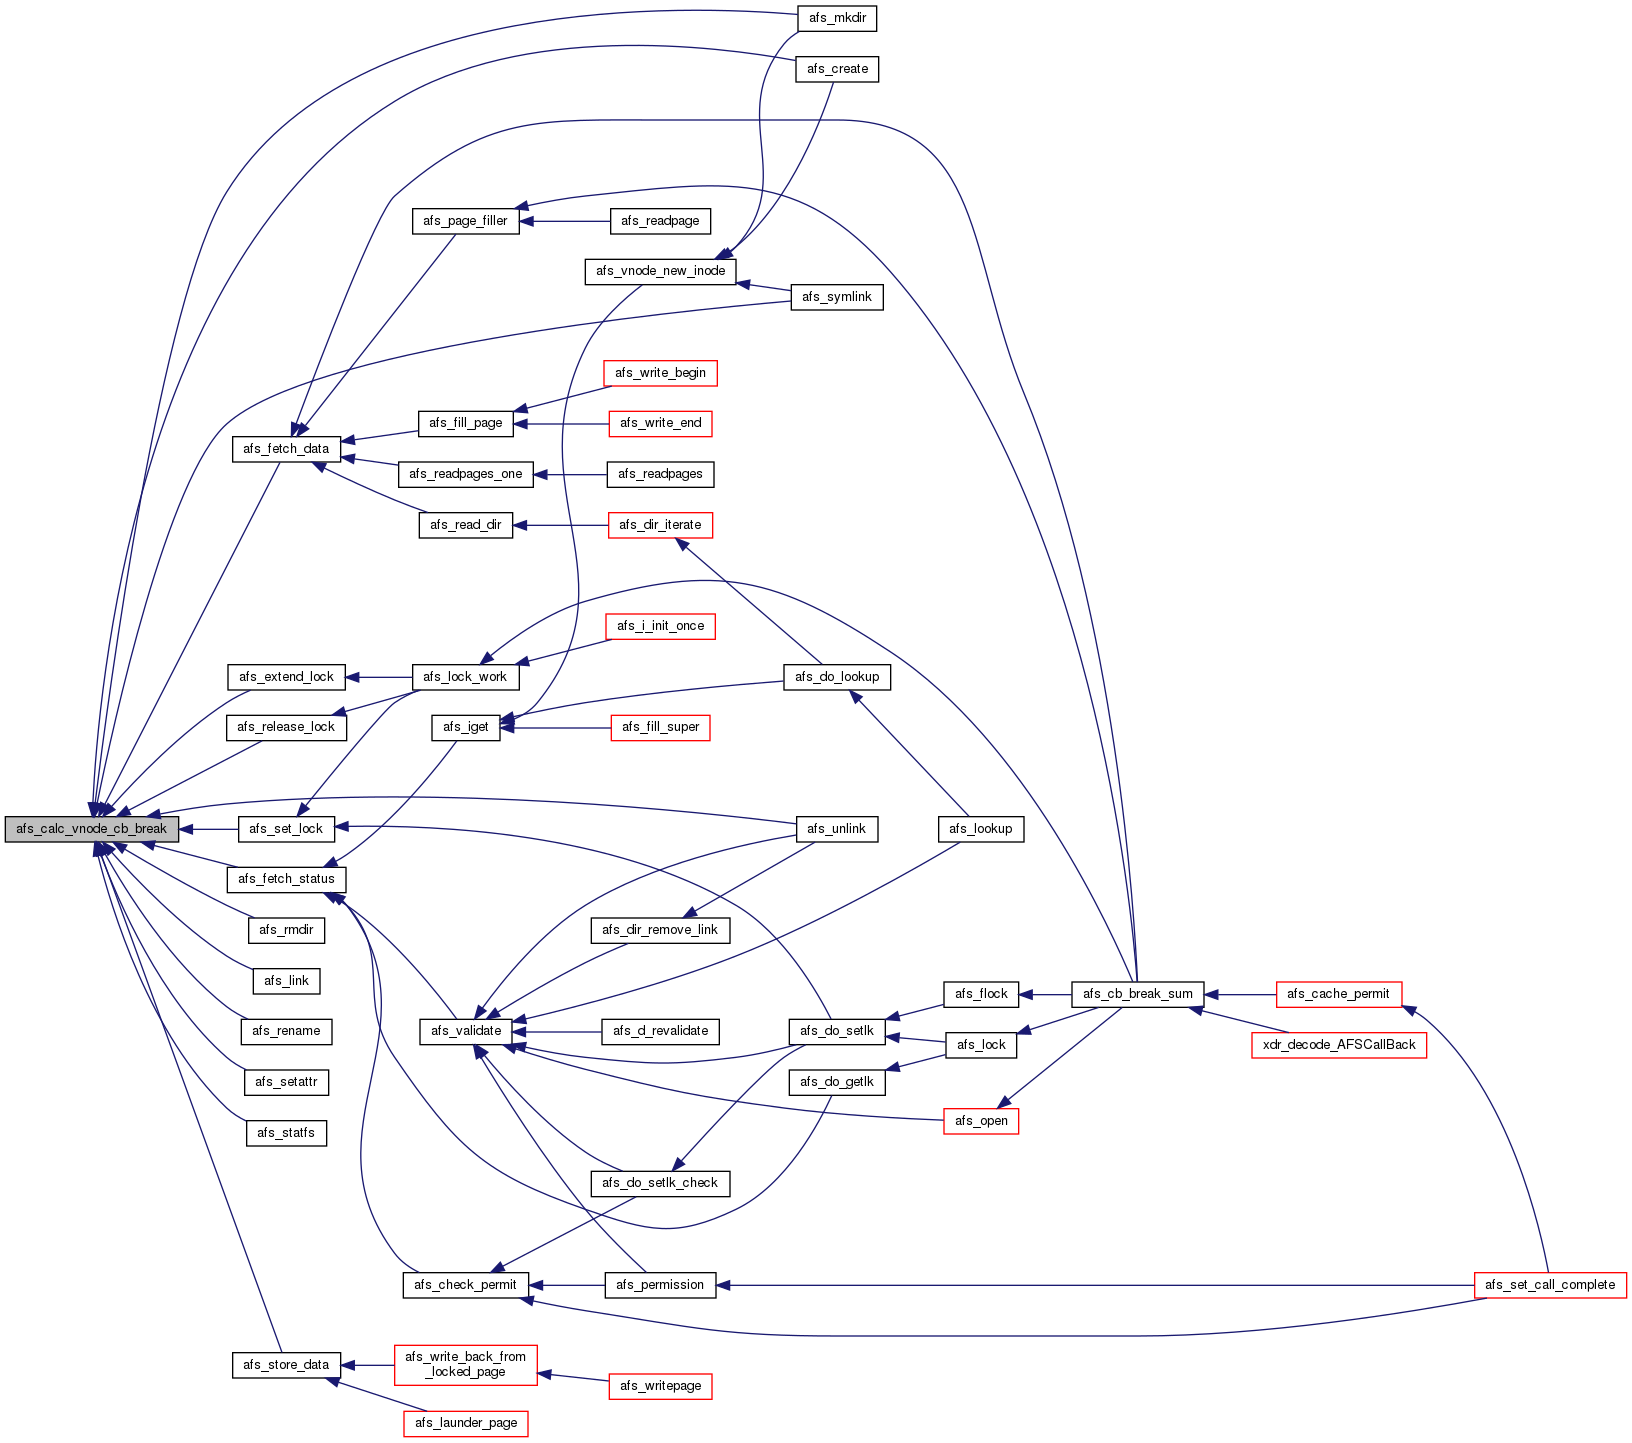 afs_mkdir
afs_create
afs_page_filler
afs_readpage
afs_vnode_new_inode
afs_symlink
afs_write_begin
afs_fill_page
afs_write_end
afs_fetch_data
afs_readpages_one
afs_readpages
afs_read_dir
afs_dir_iterate
afs_i_init_once
afs_extend_lock
afs_lock_work
afs_do_lookup
afs_release_lock
afs_iget
afs_fill_super
afs_calc_vnode_cb_break
afs_set_lock
afs_unlink
afs_lookup
afs_fetch_status
afs_rmdir
afs_dir_remove_link
afs_link
afs_flock
afs_cb_break_sum
afs_cache_permit
afs_rename
afs_validate
afs_d_revalidate
afs_do_setlk
afs_lock
xdr_decode_AFSCallBack
afs_setattr
afs_do_getlk
afs_statfs
afs_open
afs_do_setlk_check
afs_check_permit
afs_permission
afs_set_call_complete
afs_store_data
afs_write_back_from
_locked_page
afs_writepage
afs_launder_page